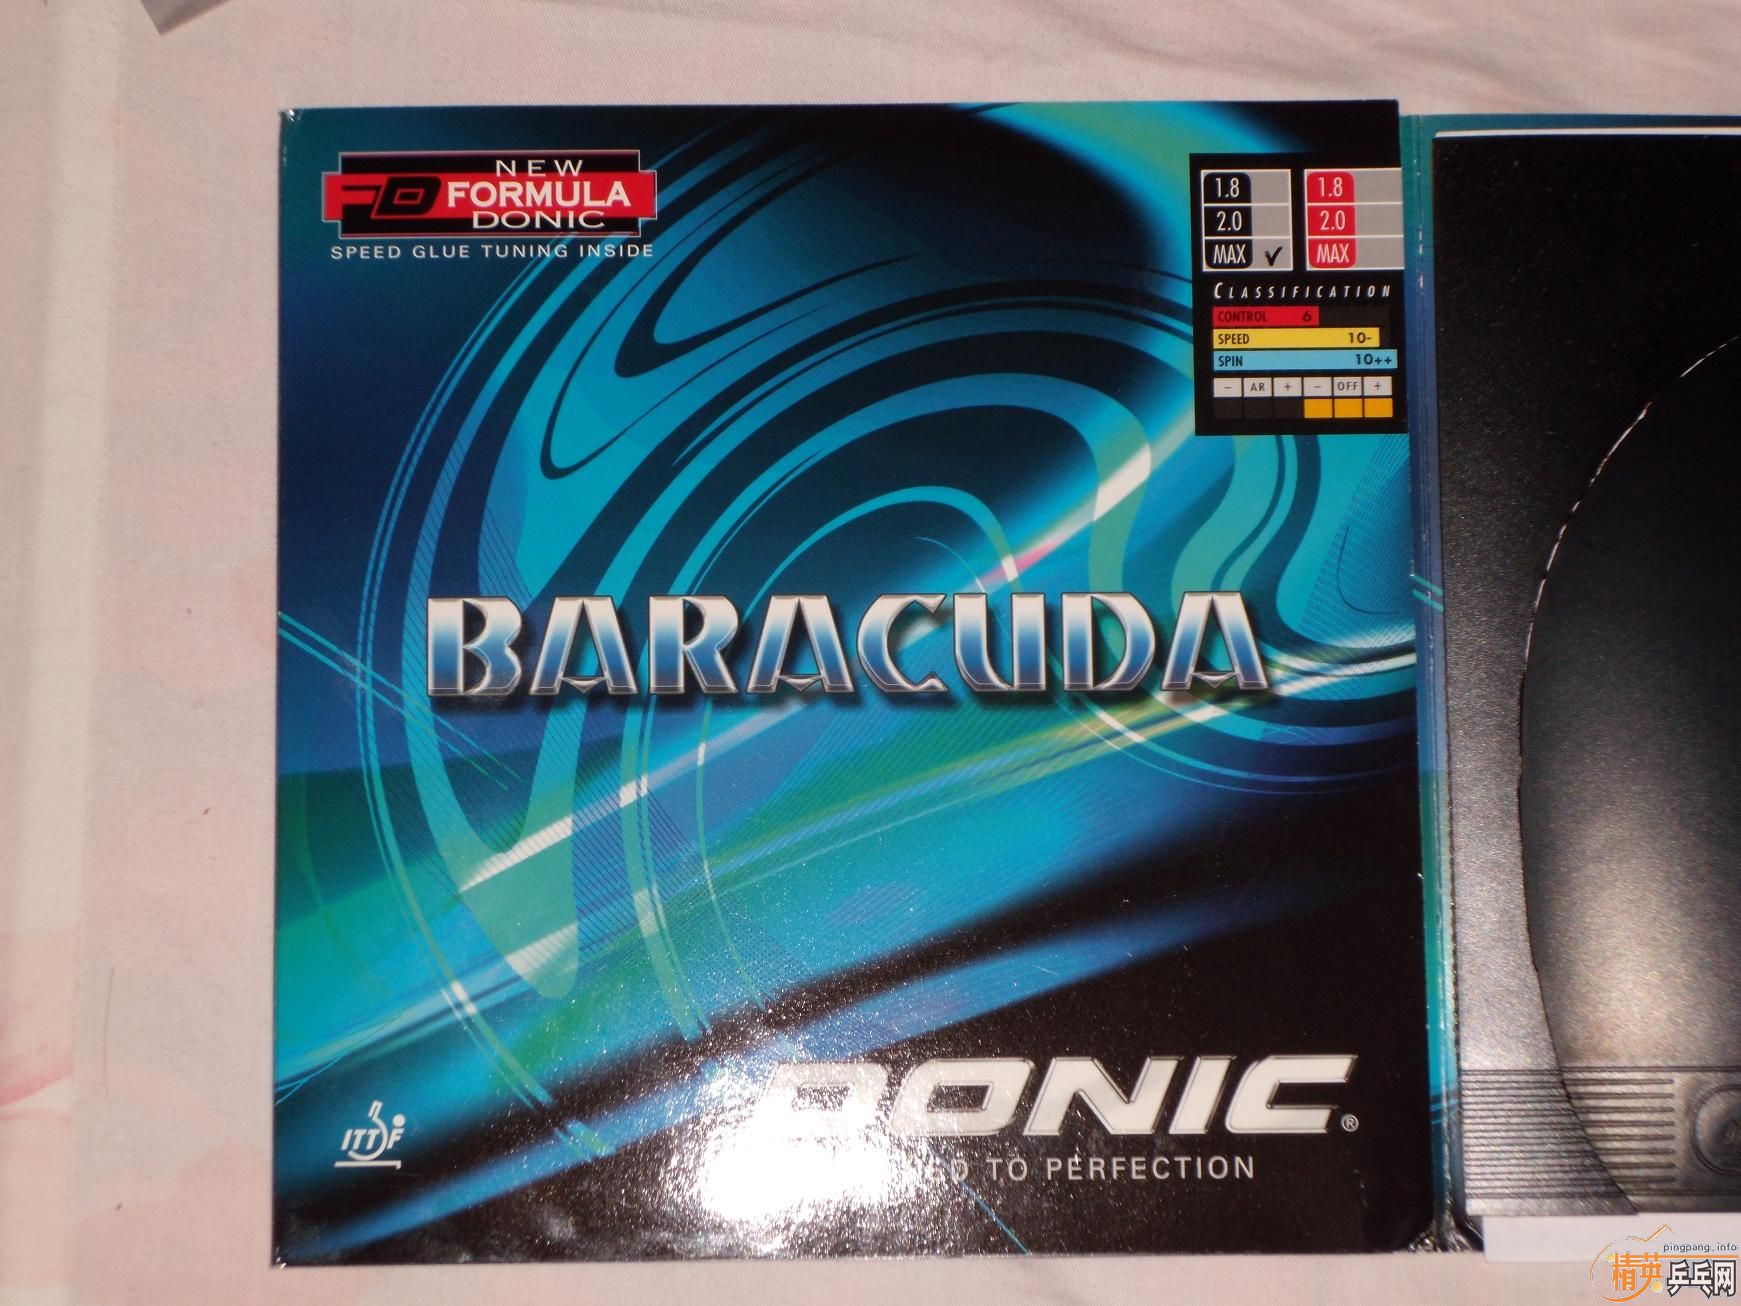 NEW
FORMULA
DONIC
SPEED GLUE TUNING INSIDE
1.8 1.8
2.0 2.0
MAX ✓ MAX
CLASSIFICATION
CONTROL 6
SPEED 10-
SPIN 10++
- AR + - OFF +
BARACUDA
DONIC®
TO PERFECTION
ITTF
pingpang.info
精英乒乓网